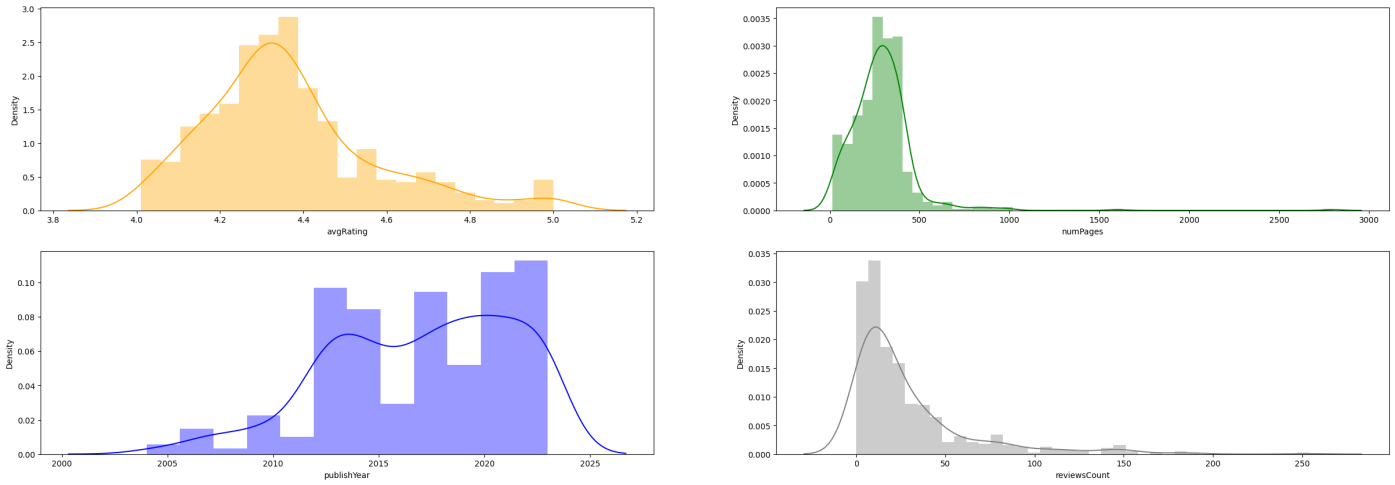 3.0
2.5
2.0
1.5
1.0
0.5
0.0
Density
3.8 4.0 4.2 4.4 4.6 4.8 5.0 5.2
avgRating
0.0035
0.0030
0.0025
0.0020
0.0015
0.0010
0.0005
0.0000
Density
0 500 1000 1500 2000 2500 3000
numPages
0.10
0.08
0.06
0.04
0.02
0.00
Density
2000 2005 2010 2015 2020 2025
publishYear
0.035
0.030
0.025
0.020
0.015
0.010
0.005
0.000
Density
0 50 100 150 200 250
reviewsCount